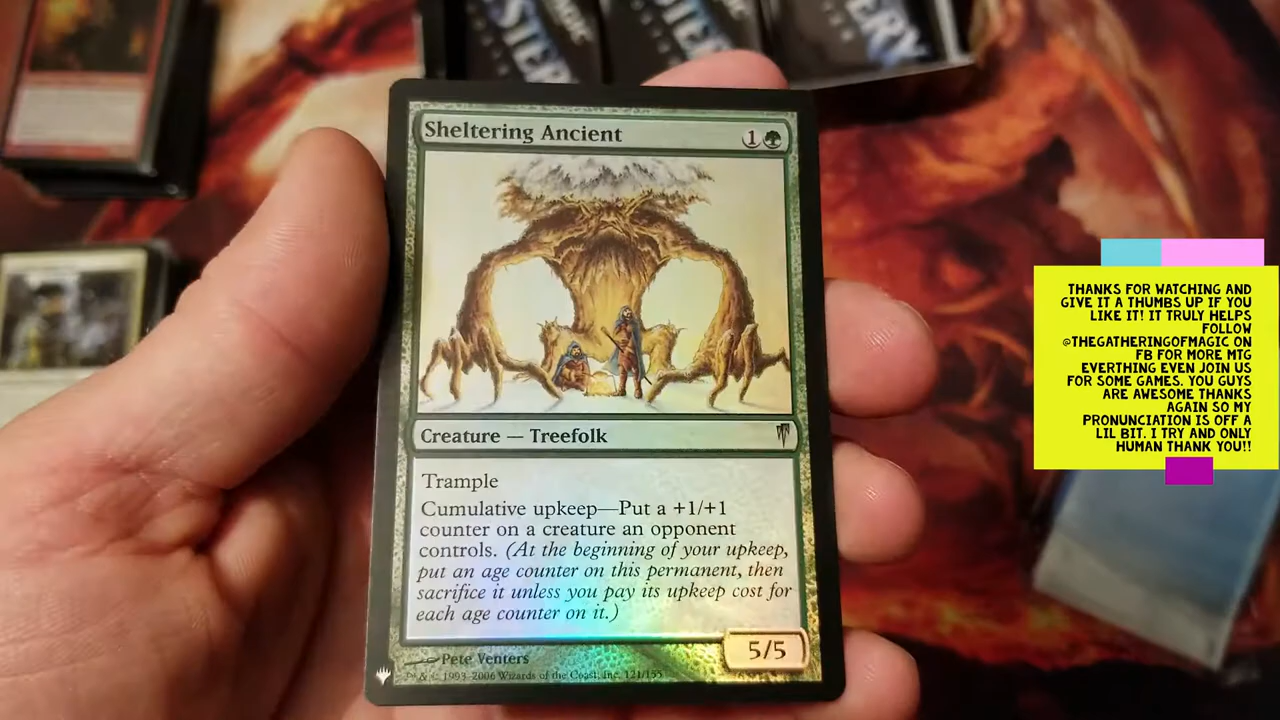 Sheltering Ancient
1
Creature — Treefolk
Trample
Cumulative upkeep—Put a +1/+1
counter on a creature an opponent
controls. (At the beginning of your upkeep,
put an age counter on this permanent, then
sacrifice it unless you pay its upkeep cost for
each age counter on it.)
5/5
Pete Venters
™ & © 1993–2006 Wizards of the Coast, Inc. 121/155
THANKS FOR WATCHING AND
GIVE IT A THUMBS UP IF YOU
LIKE IT! IT TRULY HELPS
FOLLOW
@THEGATHERINGOFMAGIC ON
FB FOR MORE MTG
EVERTHING EVEN JOIN US
FOR SOME GAMES. YOU GUYS
ARE AWESOME THANKS
AGAIN SO MY
PRONUNCIATION IS OFF A
LIL BIT. I TRY AND ONLY
HUMAN THANK YOU!!